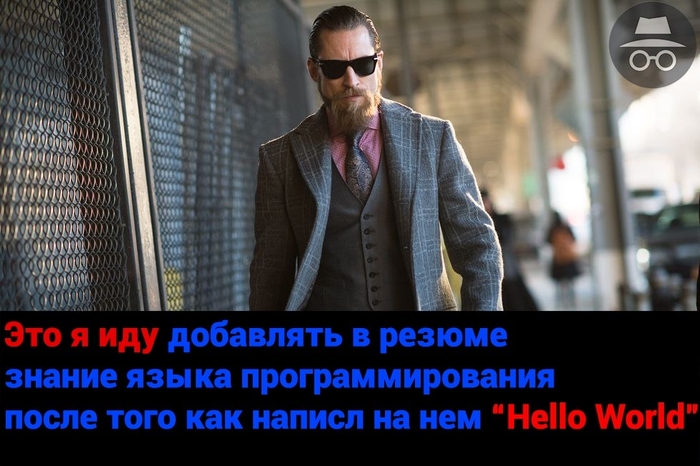 Это я иду добавлять в резюме
знание языка программирования
после того как написл на нем “Hello World"